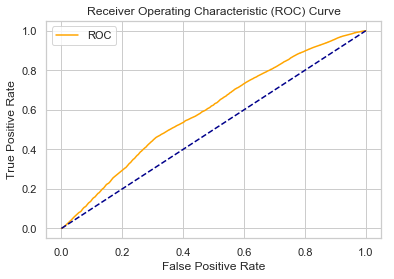 Receiver Operating Characteristic (ROC) Curve
ROC
True Positive Rate
1.0
0.8
0.6
0.4
0.2
0.0
0.0 0.2 0.4 0.6 0.8 1.0
False Positive Rate